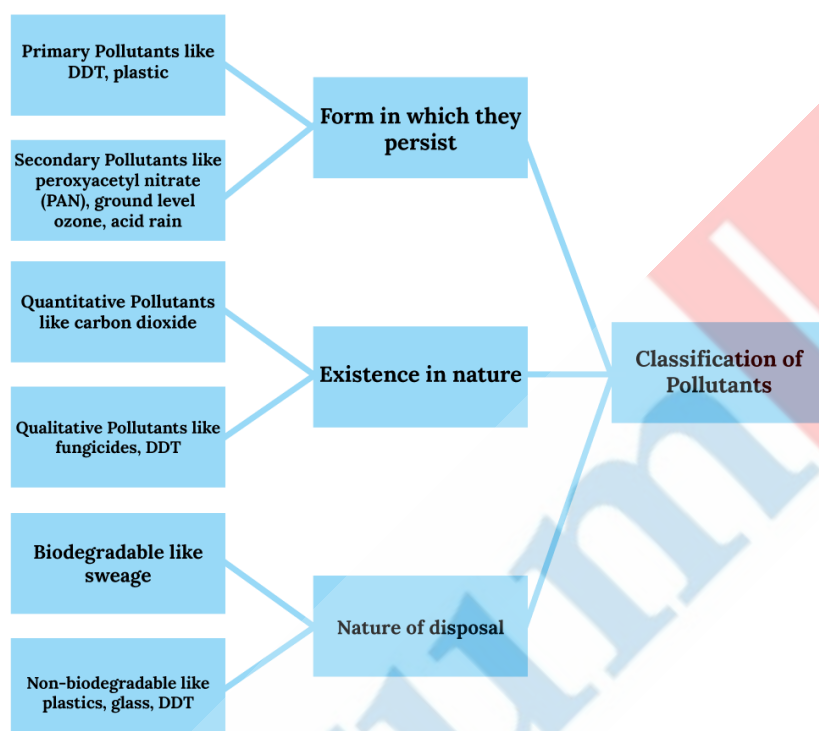 Primary Pollutants like
DDT, plastic
Form in which they
persist
Secondary Pollutants like
peroxyacetyl nitrate
(PAN), ground level
ozone, acid rain
Quantitative Pollutants
like carbon dioxide
Existence in nature
Classification of
Pollutants
Qualitative Pollutants like
fungicides, DDT
Biodegradable like
sweage
Nature of disposal
Non-biodegradable like
plastics, glass, DDT